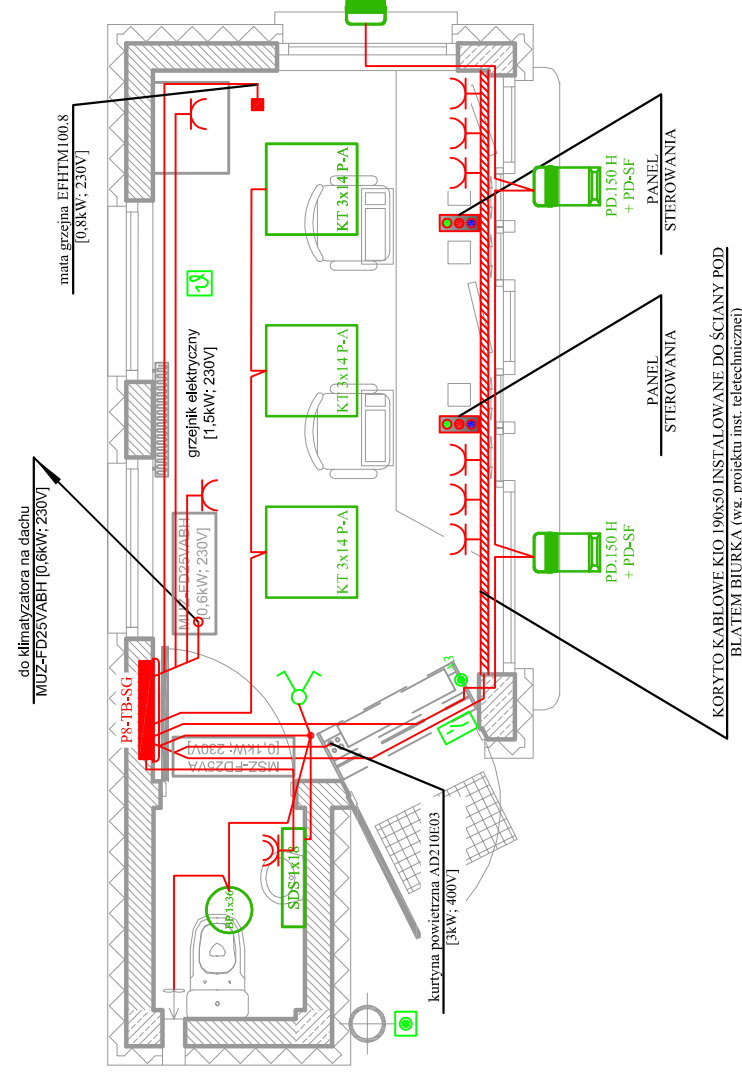 mata grzejna EFHTM100.8
[0,8kW; 230V]
KT 3x14 P-A
PD.150 H
+ PD-SF
PANEL
STEROWANIA
grzejnik elektryczny
[1,5kW; 230V]
KT 3x14 P-A
PANEL
STEROWANIA
do klimatyzatora na dachu
MUZ-FD25VABH [0,6kW; 230V]
MUZ-FD25VABH
[0,6kW; 230V]
KT 3x14 P-A
PD.150 H
+ PD-SF
KORYTO KABLOWE KIO 190x50 INSTALOWANE DO ŚCIANY POD
BLATEM BIURKA (wg. projektu inst. teletechnicznej)
P8-TB-SG
MSZ-FD25VA
[0,1kW; 230V]
SDS 1x18
kurtyna powietrzna AD210E03
[3kW; 400V]